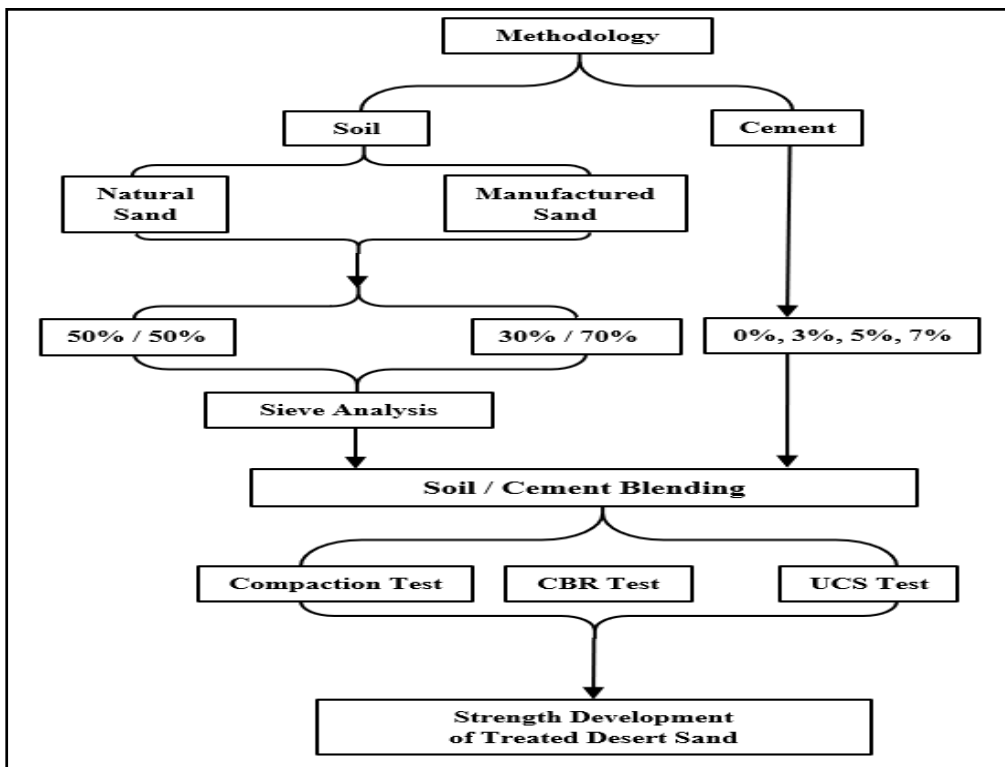 Methodology
Soil
Cement
Natural
Sand
Manufactured
Sand
50% / 50%
30% / 70%
0%, 3%, 5%, 7%
Sieve Analysis
Soil / Cement Blending
Compaction Test
CBR Test
UCS Test
Strength Development
of Treated Desert Sand